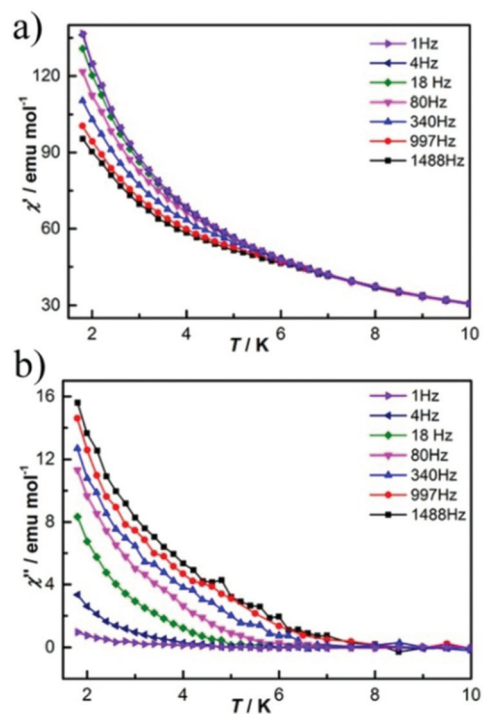 a)
χ' / emu mol⁻¹
130
90
60
30
1Hz
4Hz
18 Hz
80Hz
340Hz
997Hz
1488Hz
2 4 6 8 10
T / K
b)
χ" / emu mol⁻¹
16
12
8
4
0
1Hz
4Hz
18 Hz
80Hz
340Hz
997Hz
1488Hz
2 4 6 8 10
T / K